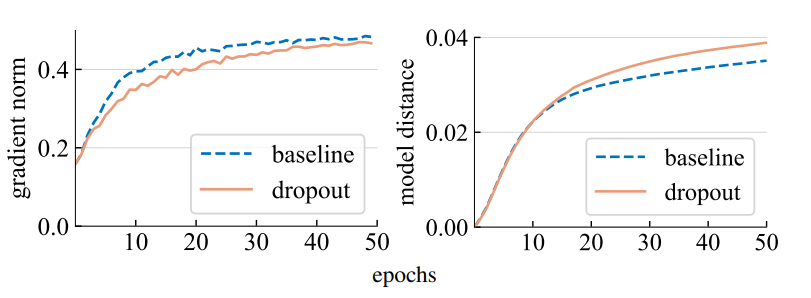 gradient norm
0.4
0.2
0.0
10 20 30 40 50
baseline
dropout
model distance
0.04
0.02
0.00
10 20 30 40 50
baseline
dropout
epochs